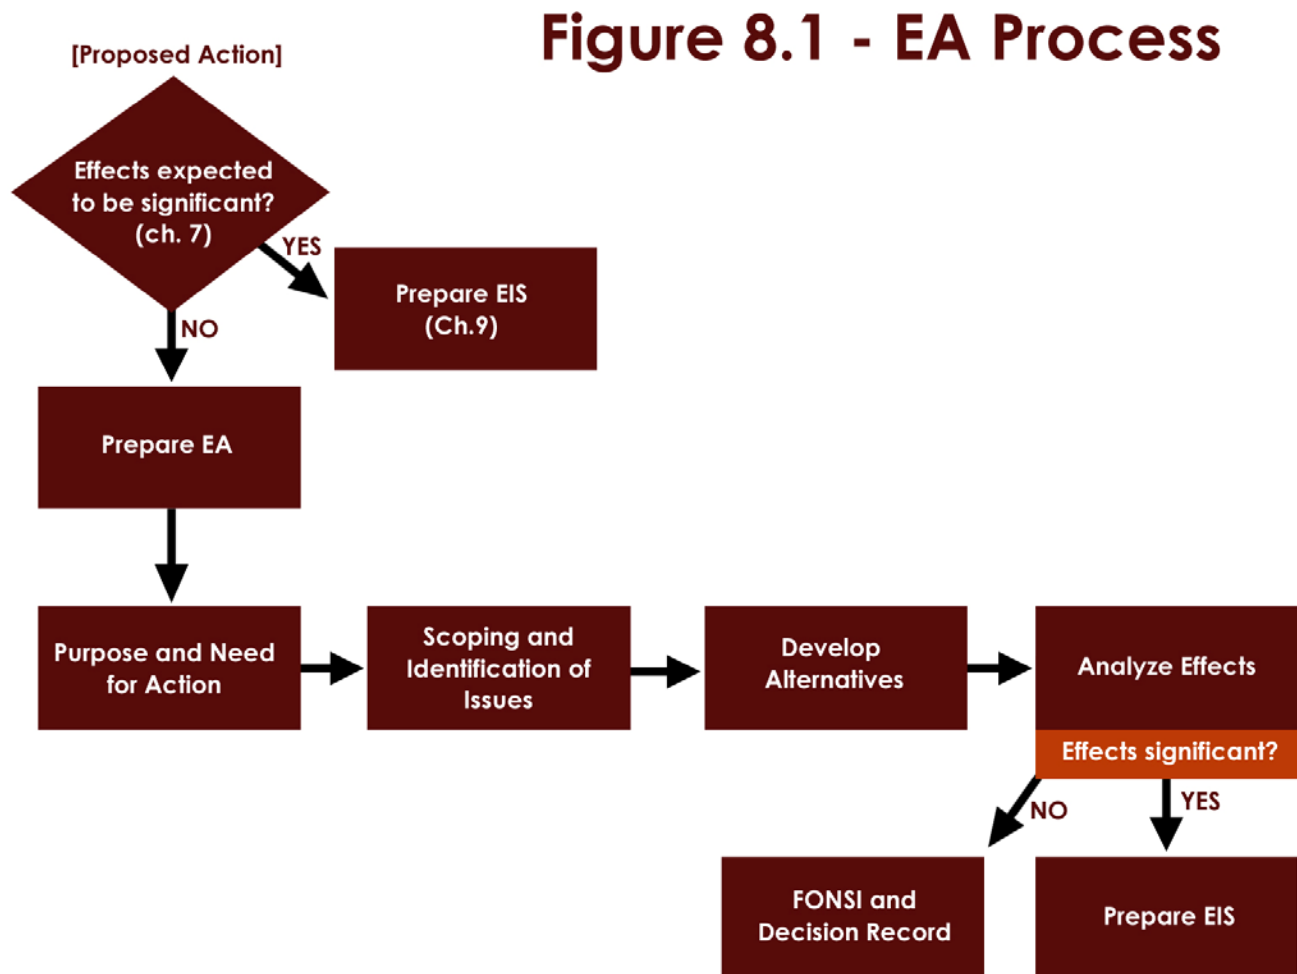 Figure 8.1 - EA Process
[Proposed Action]
Effects expected
to be significant?
(ch. 7)
YES
Prepare EIS
(Ch.9)
NO
Prepare EA
Purpose and Need
for Action
Scoping and
Identification of
Issues
Develop
Alternatives
Analyze Effects
Effects significant?
NO
YES
FONSI and
Decision Record
Prepare EIS